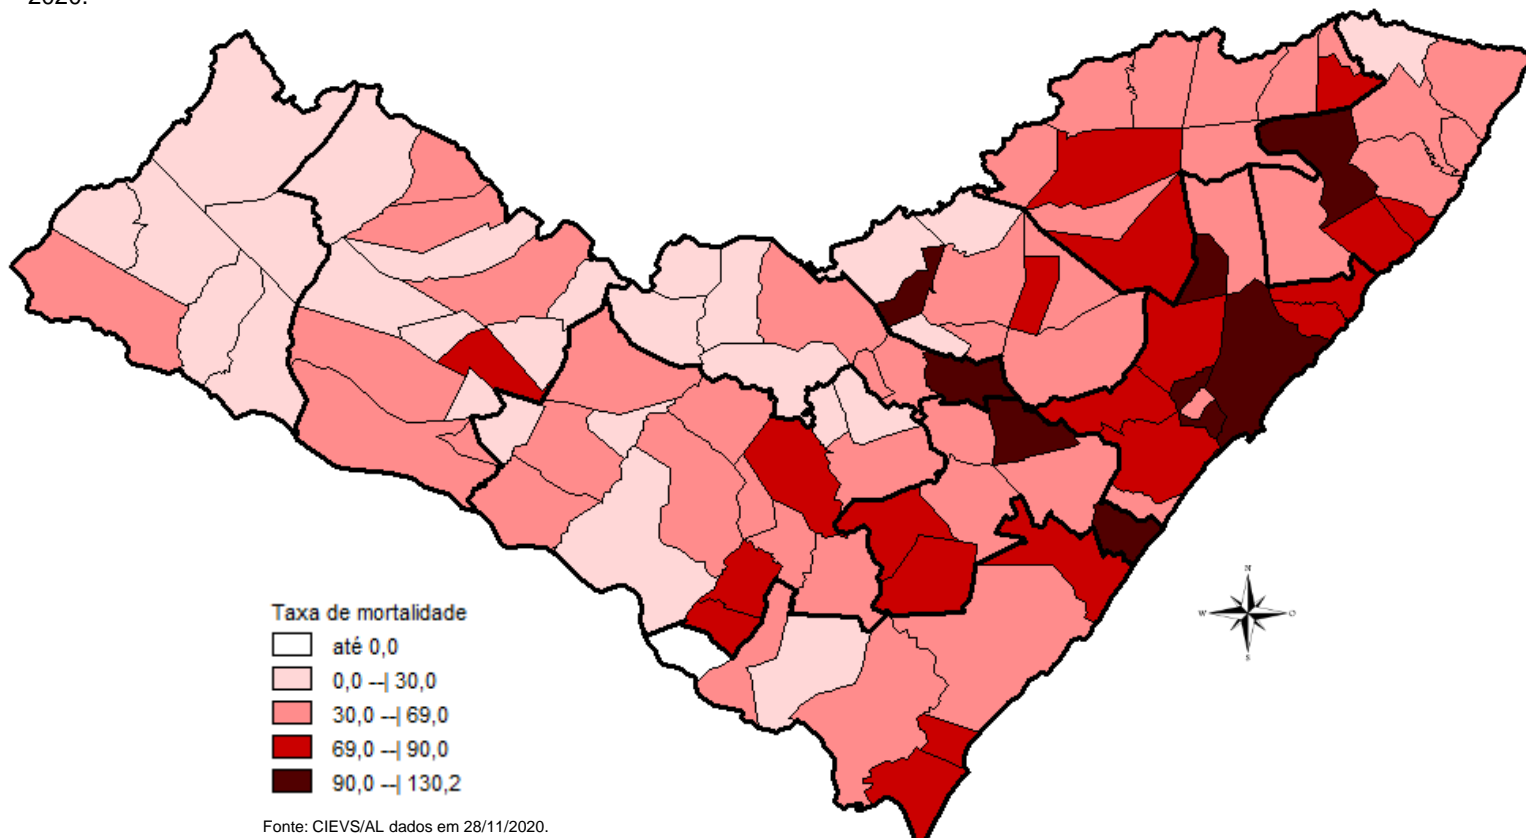 2020.
N
W
O
S
Taxa de mortalidade
até 0,0
0,0 --| 30,0
30,0 --| 69,0
69,0 --| 90,0
90,0 --| 130,2
Fonte: CIEVS/AL dados em 28/11/2020.